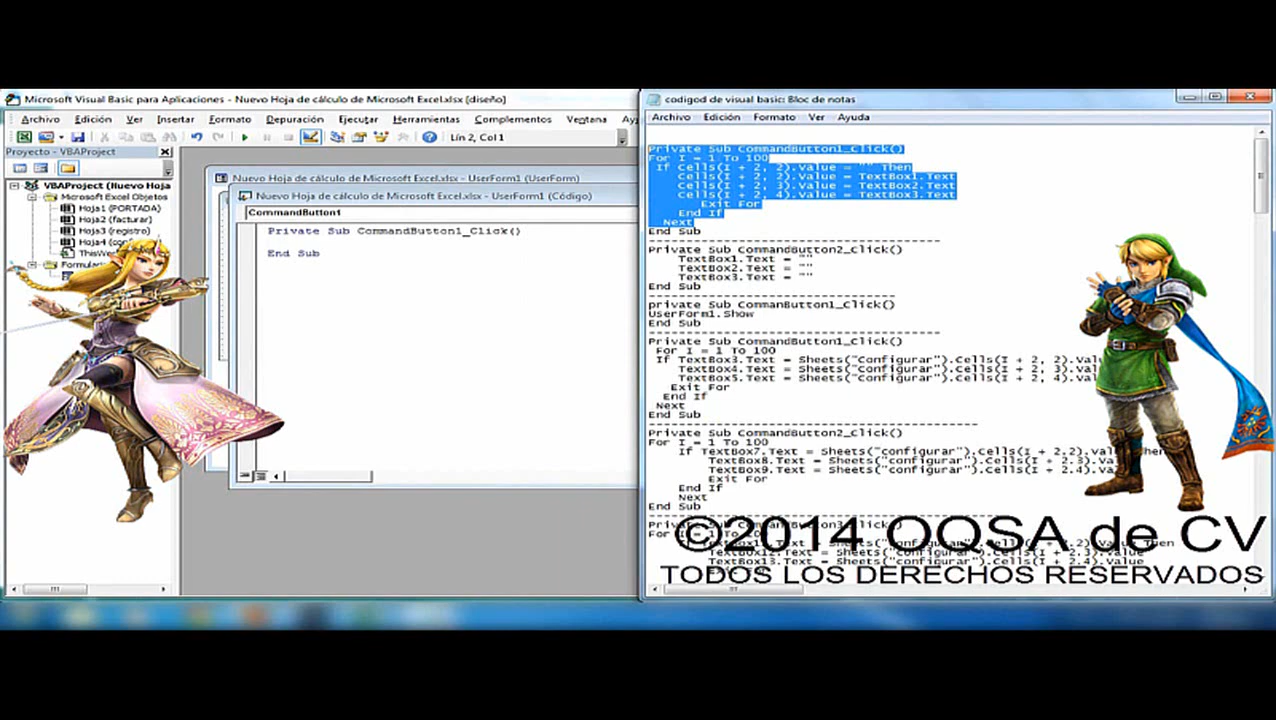 Microsoft Visual Basic para Aplicaciones - Nuevo Hoja de cálculo de Microsoft Excel.xlsx [diseño]
Archivo Edición Ver Insertar Formato Depuración Ejecutar Herramientas Complementos Ventana Ay
Lín 2, Col 1
Proyecto - VBAProject
VBAProject (Nuevo Hoja
Microsoft Excel Objetos
Hoja1 (PORTADA)
Hoja2 (facturar)
Hoja3 (registro)
Hoja4 (con
ThisWo
Formular
Nuevo Hoja de cálculo de Microsoft Excel.xlsx - UserForm1 (UserForm)
Nuevo Hoja de cálculo de Microsoft Excel.xlsx - UserForm1 (Código)
CommandButton1
Private Sub CommandButton1_Click()
End Sub
codigod de visual basic: Bloc de notas
Archivo Edición Formato Ver Ayuda
Private Sub CommandButton1_Click()
For I = 1 To 100
If Cells(I + 2, 2).Value = "" Then
Cells(I + 2, 2).Value = TextBox1.Text
Cells(I + 2, 3).Value = TextBox2.Text
Cells(I + 2, 4).Value = TextBox3.Text
Exit For
End If
Next
End Sub
---------------------------------------
Private Sub CommandButton2_Click()
TextBox1.Text = ""
TextBox2.Text = ""
TextBox3.Text = ""
End Sub
---------------------------------
private Sub CommanButton1_Click()
UserForm1.Show
End Sub
---------------------------------------
Private Sub CommandButton1_Click()
For I = 1 To 100
If TextBox3.Text = Sheets("Configurar").Cells(I + 2, 2).Val
TextBox4.Text = Sheets("Configurar").Cells(I + 2, 3).Val
TextBox5.Text = Sheets("Configurar").Cells(I + 2, 4).Val
Exit For
End If
Next
End Sub
--------------------------------------------
Private Sub CommandButton2_Click()
For I = 1 To 100
If TextBox7.Text = Sheets("configurar").Cells(I + 2.2).Va
TextBox8.Text = Sheets("configurar").Cells(I + 2.3).Va
TextBox9.Text = Sheets("configurar").Cells(I + 2.4).Va
Exit For
End If
Next
End Sub
©2014 OQSA de CV
TODOS LOS DERECHOS RESERVADOS